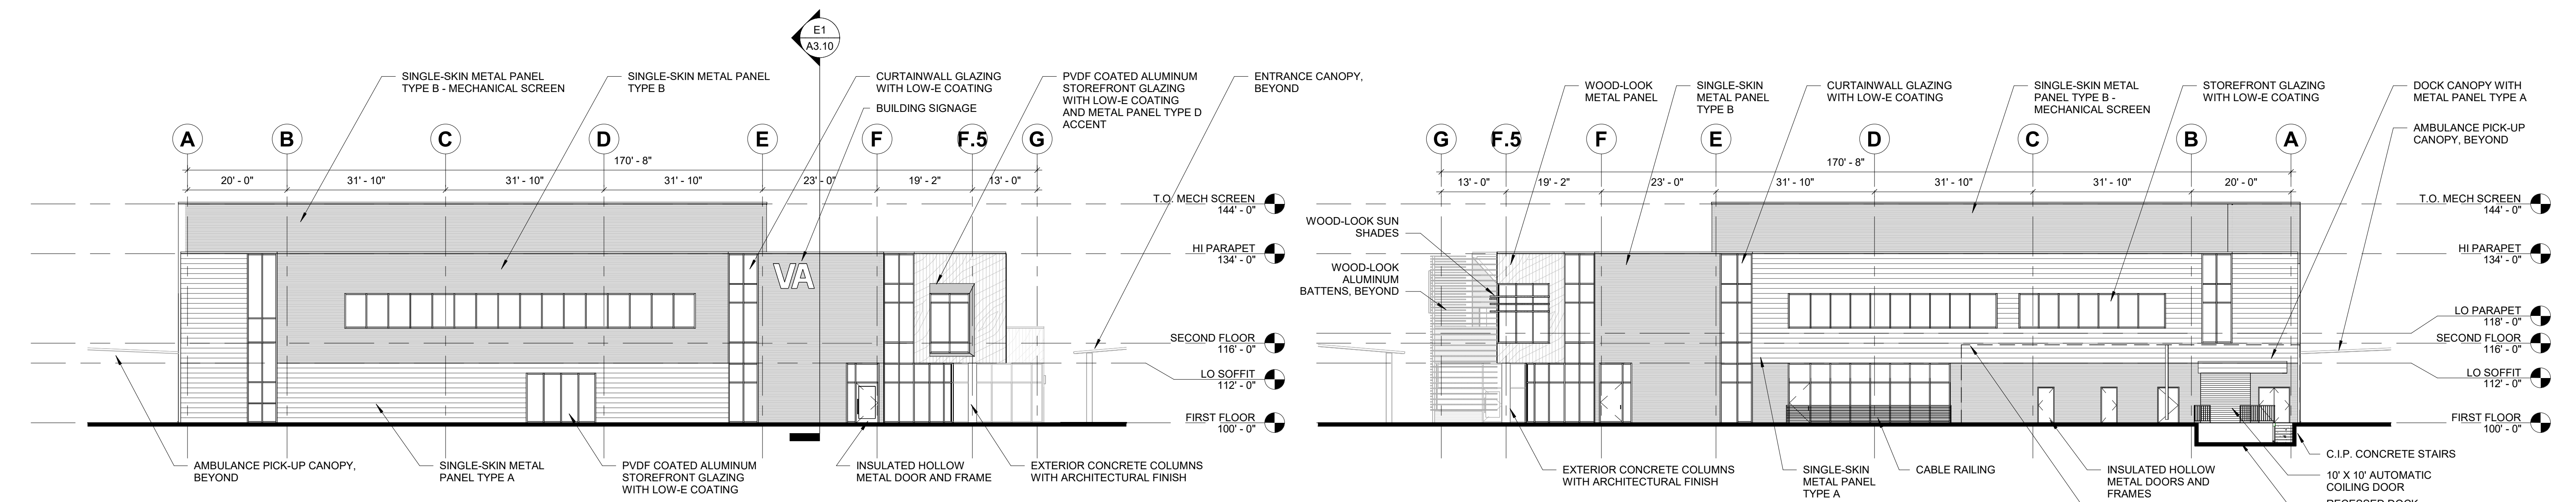 E1
A3.10
SINGLE-SKIN METAL PANEL
TYPE B - MECHANICAL SCREEN
SINGLE-SKIN METAL PANEL
TYPE B
CURTAINWALL GLAZING
WITH LOW-E COATING
BUILDING SIGNAGE
PVDF COATED ALUMINUM
STOREFRONT GLAZING
WITH LOW-E COATING
AND METAL PANEL TYPE D
ACCENT
ENTRANCE CANOPY,
BEYOND
A
B
C
D
E
F
F.5
G
170' - 8"
20' - 0"
31' - 10"
31' - 10"
31' - 10"
23' - 0"
19' - 2"
13' - 0"
T.O. MECH SCREEN
144' - 0"
HI PARAPET
134' - 0"
SECOND FLOOR
116' - 0"
LO SOFFIT
112' - 0"
FIRST FLOOR
100' - 0"
VA
AMBULANCE PICK-UP CANOPY,
BEYOND
SINGLE-SKIN METAL
PANEL TYPE A
PVDF COATED ALUMINUM
STOREFRONT GLAZING
WITH LOW-E COATING
INSULATED HOLLOW
METAL DOOR AND FRAME
EXTERIOR CONCRETE COLUMNS
WITH ARCHITECTURAL FINISH
WOOD-LOOK
METAL PANEL
SINGLE-SKIN
METAL PANEL
TYPE B
CURTAINWALL GLAZING
WITH LOW-E COATING
SINGLE-SKIN METAL
PANEL TYPE B -
MECHANICAL SCREEN
STOREFRONT GLAZING
WITH LOW-E COATING
DOCK CANOPY WITH
METAL PANEL TYPE A
AMBULANCE PICK-UP
CANOPY, BEYOND
G
F.5
F
E
D
C
B
A
170' - 8"
13' - 0"
19' - 2"
23' - 0"
31' - 10"
31' - 10"
31' - 10"
20' - 0"
WOOD-LOOK SUN
SHADES
WOOD-LOOK
ALUMINUM
BATTENS, BEYOND
T.O. MECH SCREEN
144' - 0"
HI PARAPET
134' - 0"
LO PARAPET
118' - 0"
SECOND FLOOR
116' - 0"
LO SOFFIT
112' - 0"
FIRST FLOOR
100' - 0"
EXTERIOR CONCRETE COLUMNS
WITH ARCHITECTURAL FINISH
SINGLE-SKIN
METAL PANEL
TYPE A
CABLE RAILING
INSULATED HOLLOW
METAL DOORS AND
FRAMES
C.I.P. CONCRETE STAIRS
10' X 10' AUTOMATIC
COILING DOOR
RECESSED DOCK